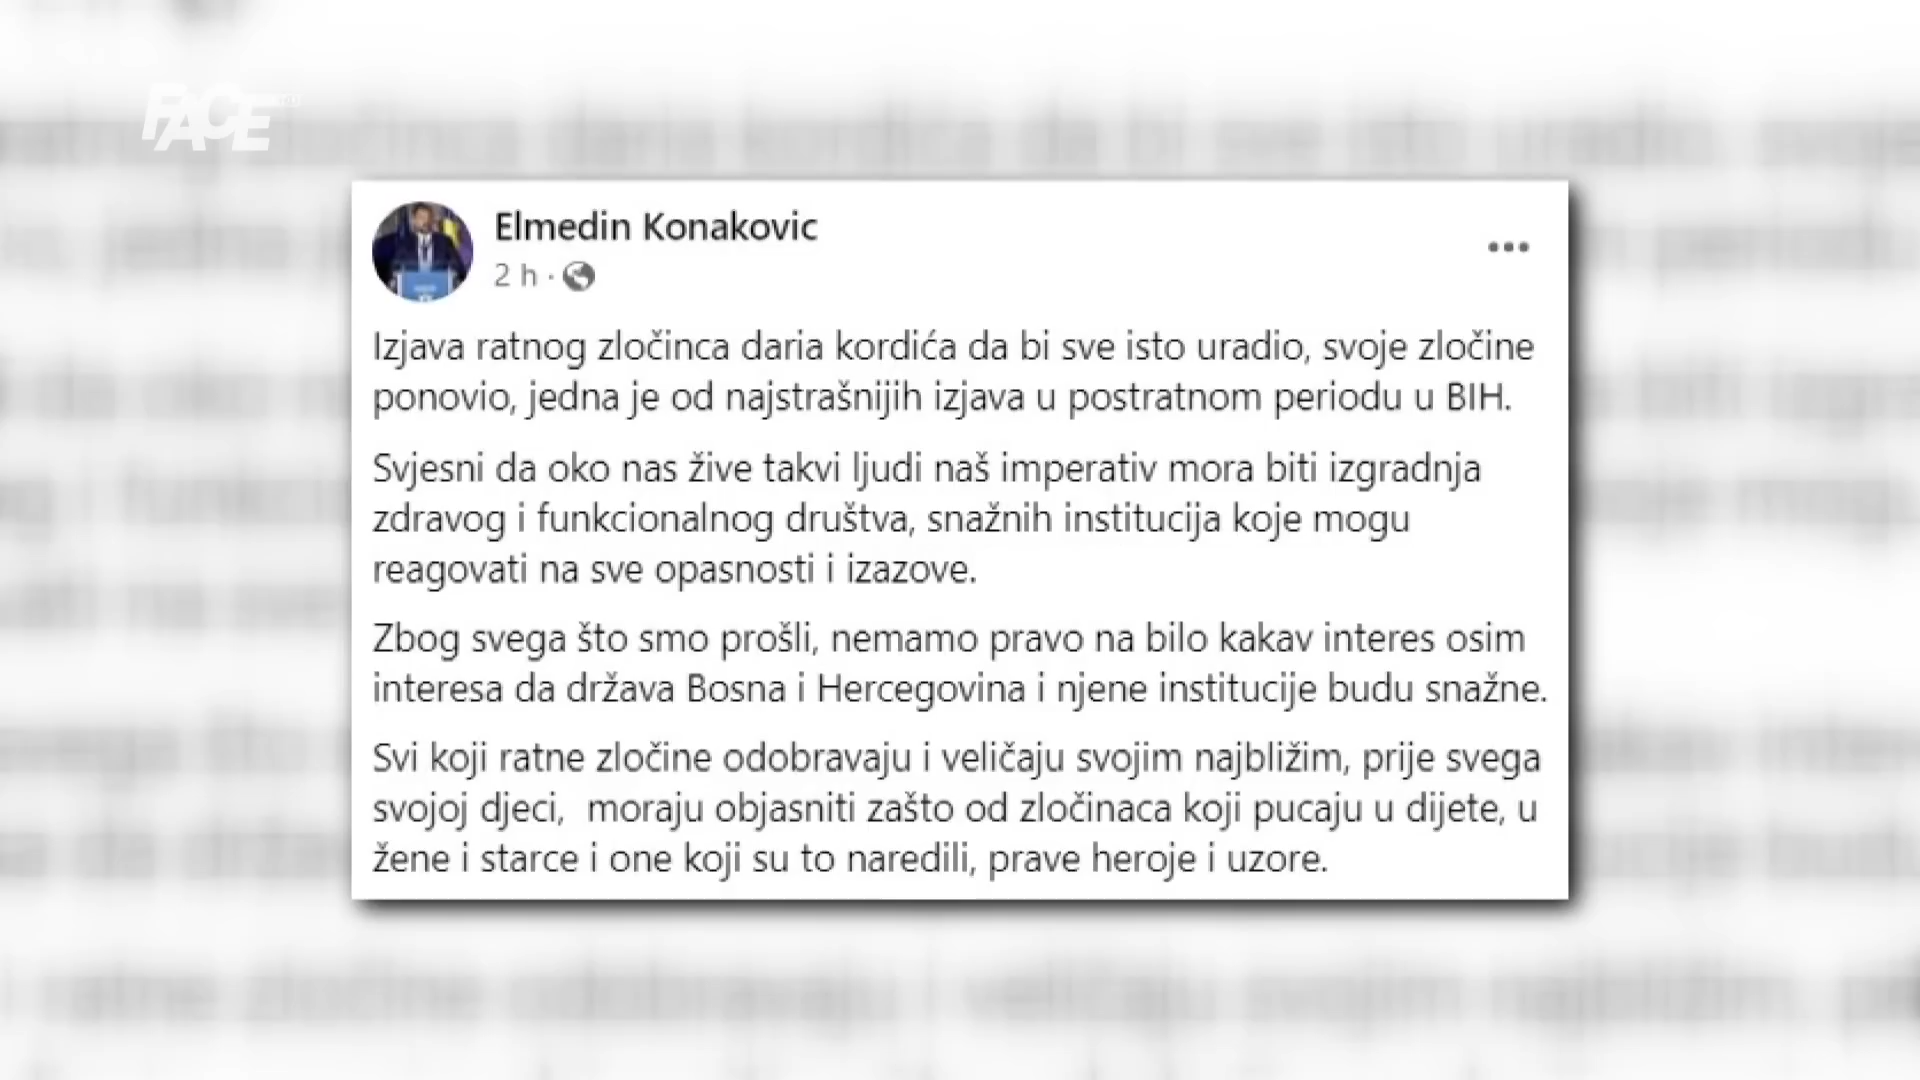 FACE
Elmedin Konakovic
2 h ·
Izjava ratnog zločinca daria kordića da bi sve isto uradio, svoje zločine
ponovio, jedna je od najstrašnijih izjava u postratnom periodu u BIH.
Svjesni da oko nas žive takvi ljudi naš imperativ mora biti izgradnja
zdravog i funkcionalnog društva, snažnih institucija koje mogu
reagovati na sve opasnosti i izazove.
Zbog svega što smo prošli, nemamo pravo na bilo kakav interes osim
interesa da država Bosna i Hercegovina i njene institucije budu snažne.
Svi koji ratne zločine odobravaju i veličaju svojim najbližim, prije svega
svojoj djeci,  moraju objasniti zašto od zločinaca koji pucaju u dijete, u
žene i starce i one koji su to naredili, prave heroje i uzore.